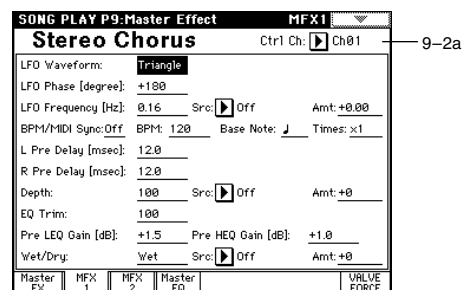 SONG PLAY P9:Master Effect MFX1
Stereo Chorus Ctrl Ch: Ch01 9–2a
LFO Waveform: Triangle
LFO Phase [degree]: +180
LFO Frequency [Hz]: 0.16 Src: Off Amt: +0.00
BPM/MIDI Sync: Off BPM: 120 Base Note: ♩ Times: x1
L Pre Delay [msec]: 12.0
R Pre Delay [msec]: 12.0
Depth: 100 Src: Off Amt: +0
EQ Trim: 100
Pre LEQ Gain [dB]: +1.5 Pre HEQ Gain [dB]: +1.0
Wet/Dry: Wet Src: Off Amt: +0
Master FX MFX 1 MFX 2 Master EQ VALVE FORCE